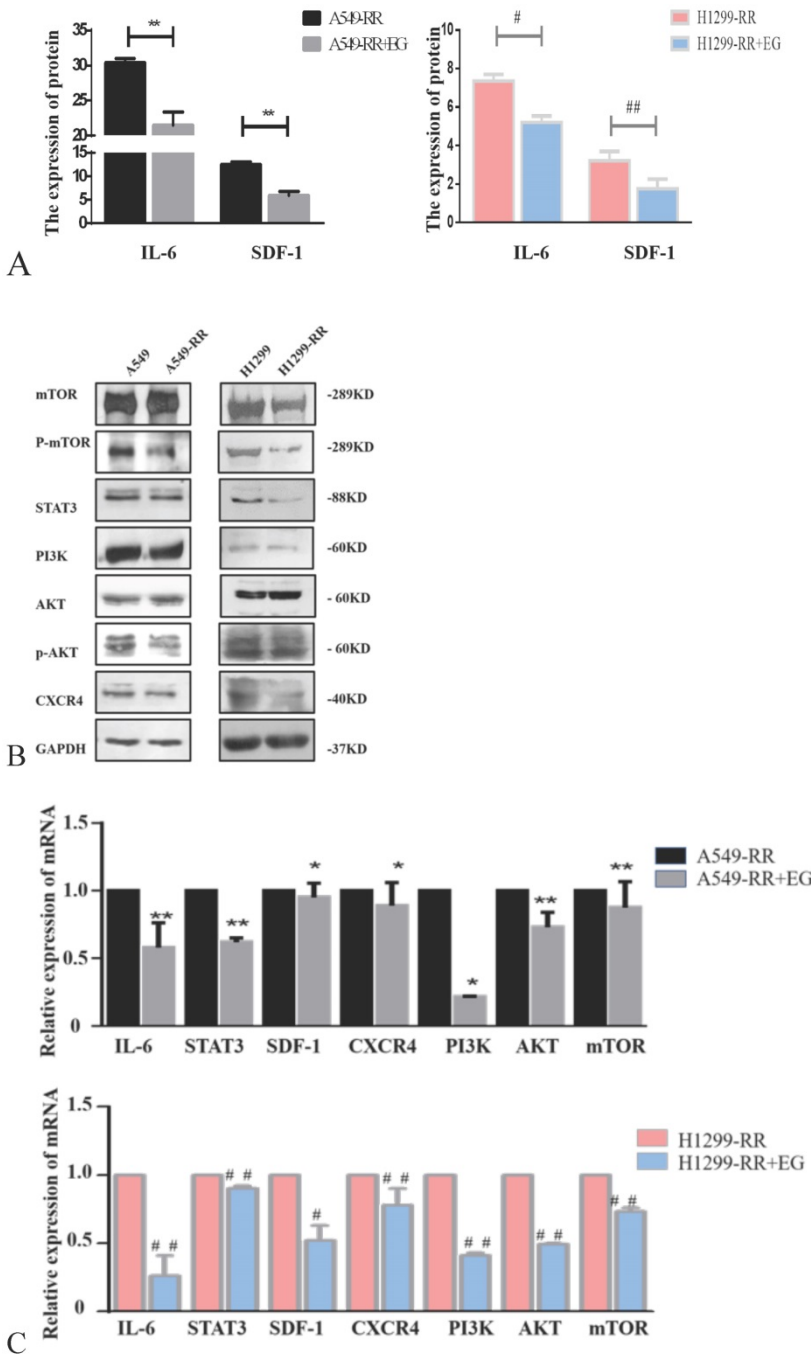 The expression of protein
35
30
25
20
15
10
5
0
**
**
A549-RR
A549-RR+EG
IL-6
SDF-1
The expression of protein
10
8
6
4
2
0
#
##
H1299-RR
H1299-RR+EG
IL-6
SDF-1
A
A549
A549-RR
H1299
H1299-RR
mTOR
-289KD
P-mTOR
-289KD
STAT3
-88KD
PI3K
-60KD
AKT
- 60KD
p-AKT
- 60KD
CXCR4
-40KD
GAPDH
-37KD
B
Relative expression of mRNA
1.5
1.0
0.5
0
**
**
*
*
*
**
**
A549-RR
A549-RR+EG
IL-6 STAT3 SDF-1 CXCR4 PI3K AKT mTOR
Relative expression of mRNA
1.5
1.0
0.5
0
# #
# #
#
# #
# #
# #
# #
H1299-RR
H1299-RR+EG
IL-6 STAT3 SDF-1 CXCR4 PI3K AKT mTOR
C